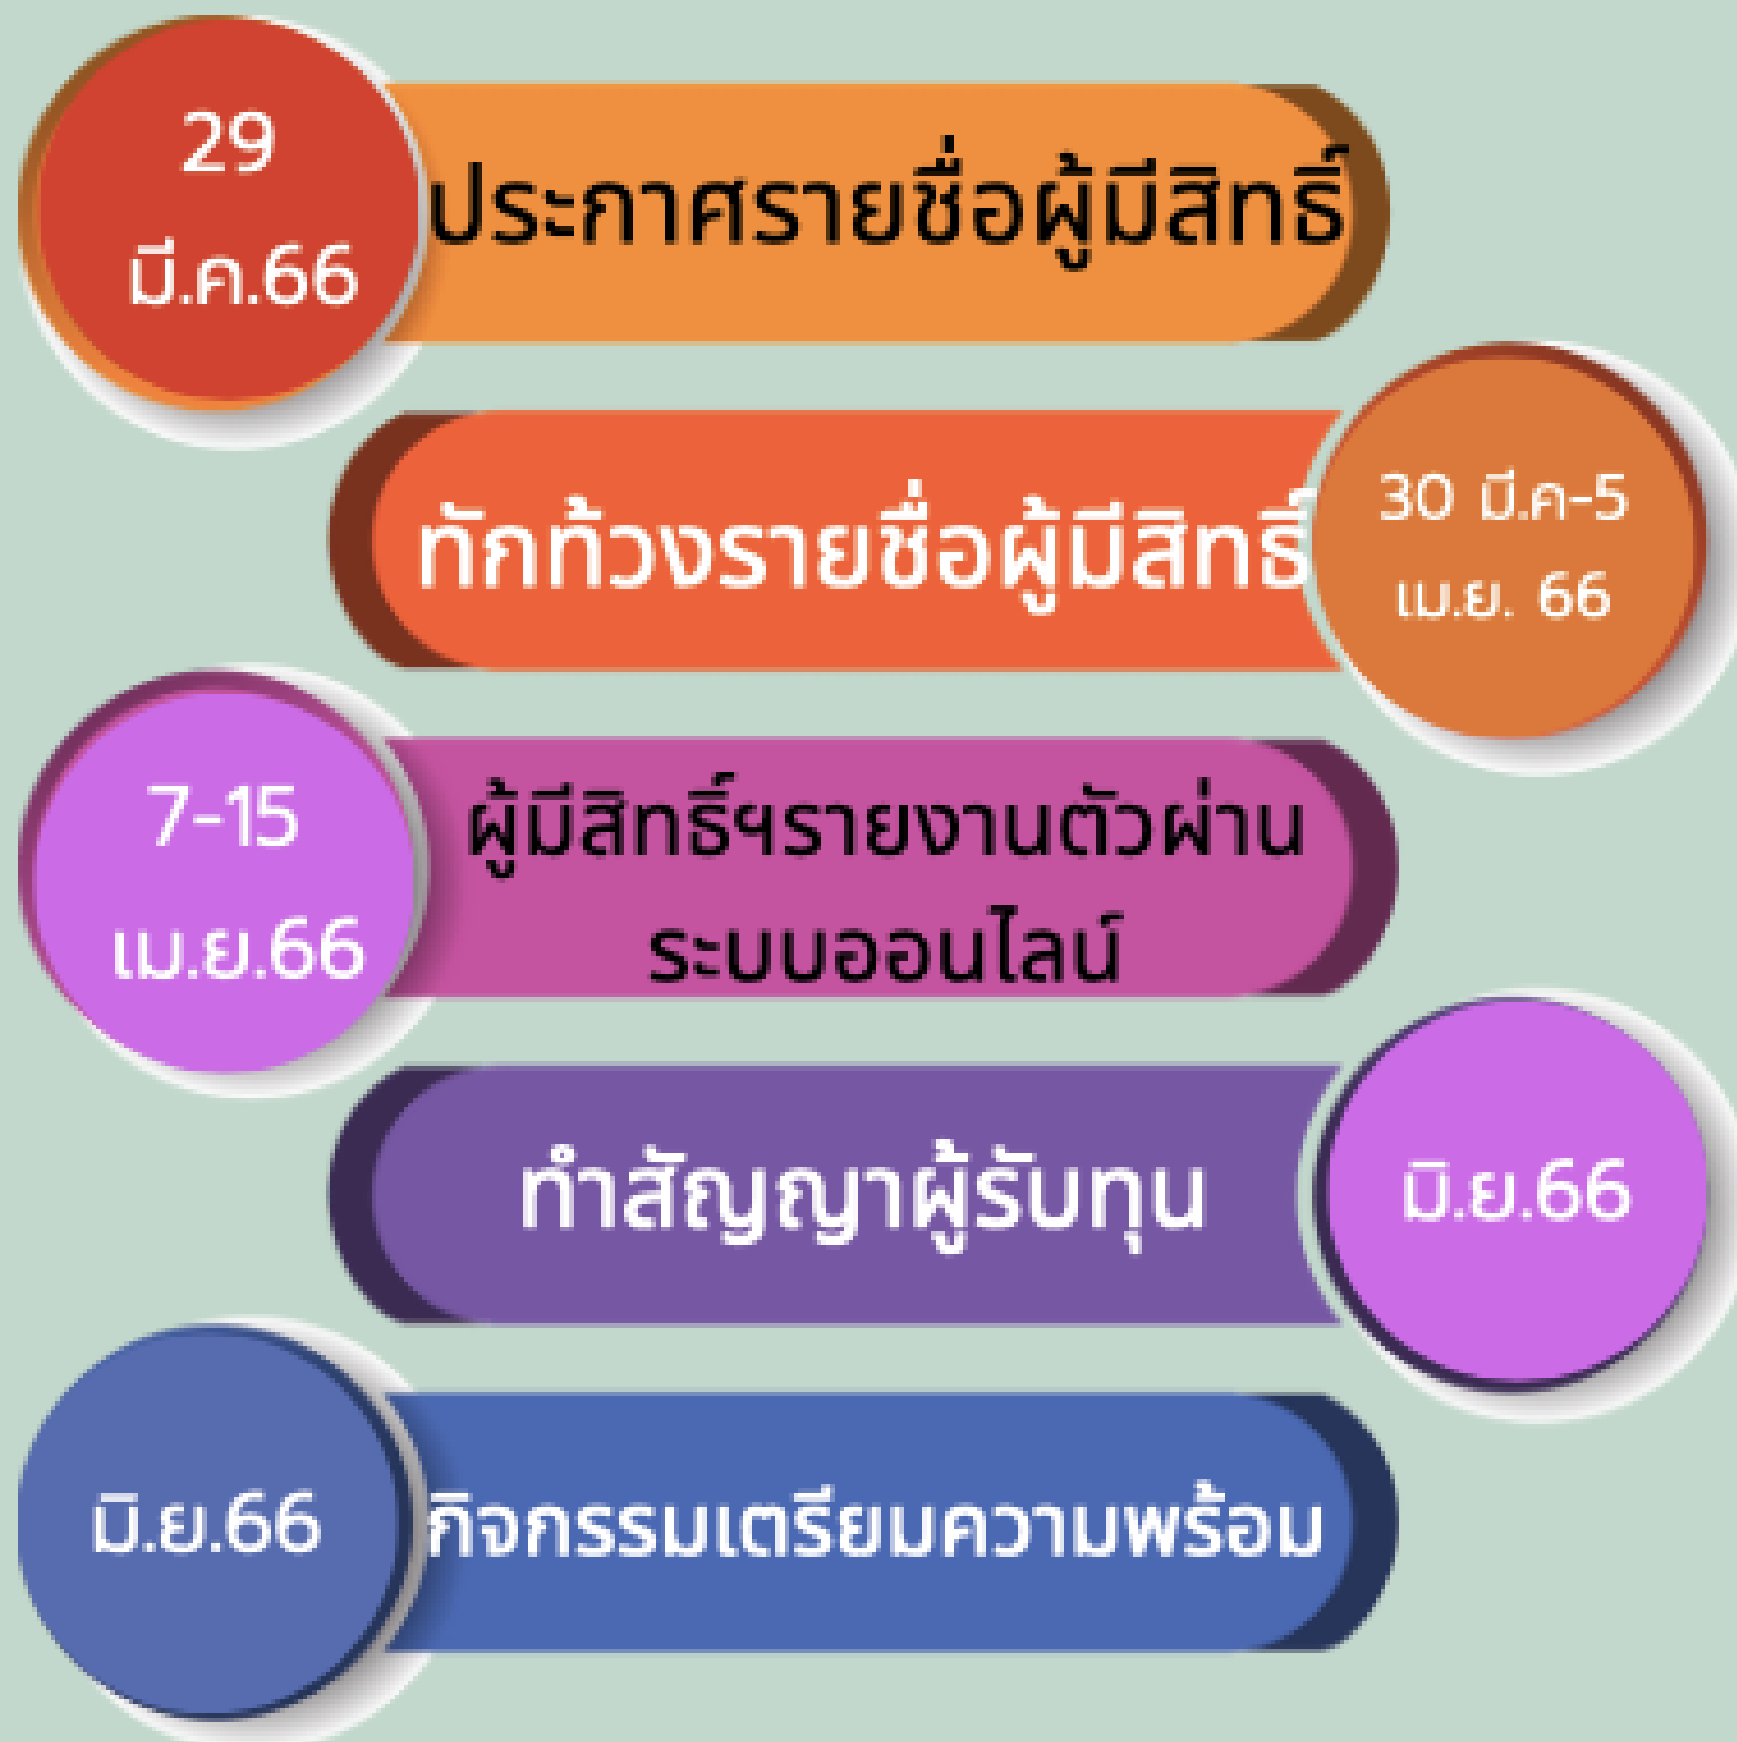 29
มี.ค.66
ประกาศรายชื่อผู้มีสิทธิ์
ทักท้วงรายชื่อผู้มีสิทธิ์
30 มี.ค-5
เม.ย. 66
7-15
เม.ย.66
ผู้มีสิทธิ์ฯรายงานตัวผ่าน
ระบบออนไลน์
ทำสัญญาผู้รับทุน
มิ.ย.66
มิ.ย.66
กิจกรรมเตรียมความพร้อม